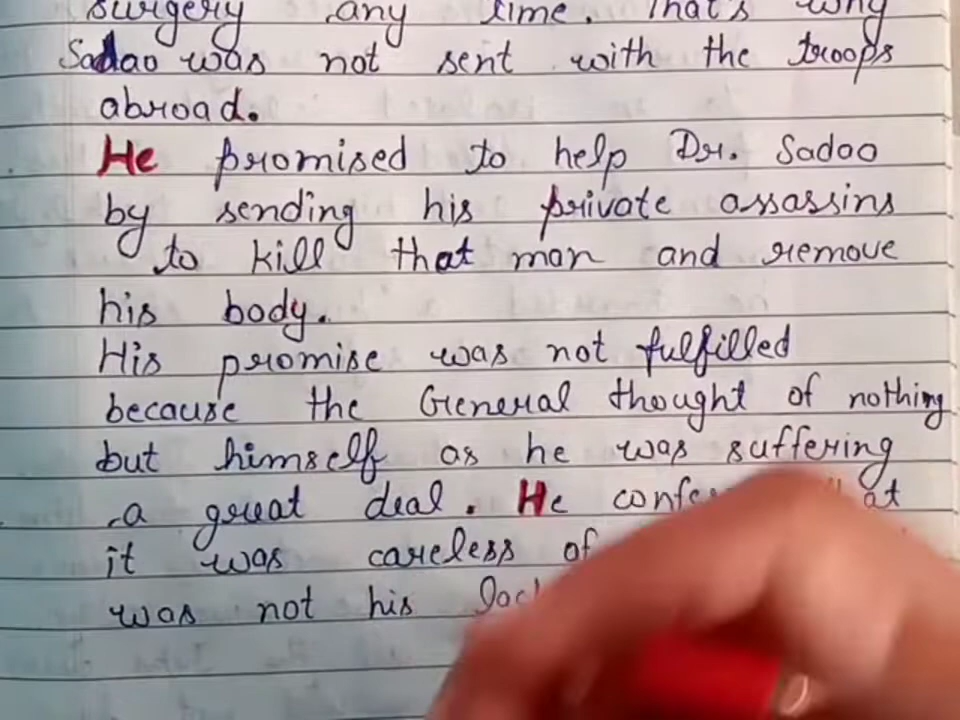 surgery any time. That's why
Sadao was not sent with the troops
abroad.
He promised to help Dr. Sadao
by sending his private assassins
to kill that man and remove
his body.
His promise was not fulfilled
because the General thought of nothing
but himself as he was suffering
a great deal. He
it was careless of
was not his